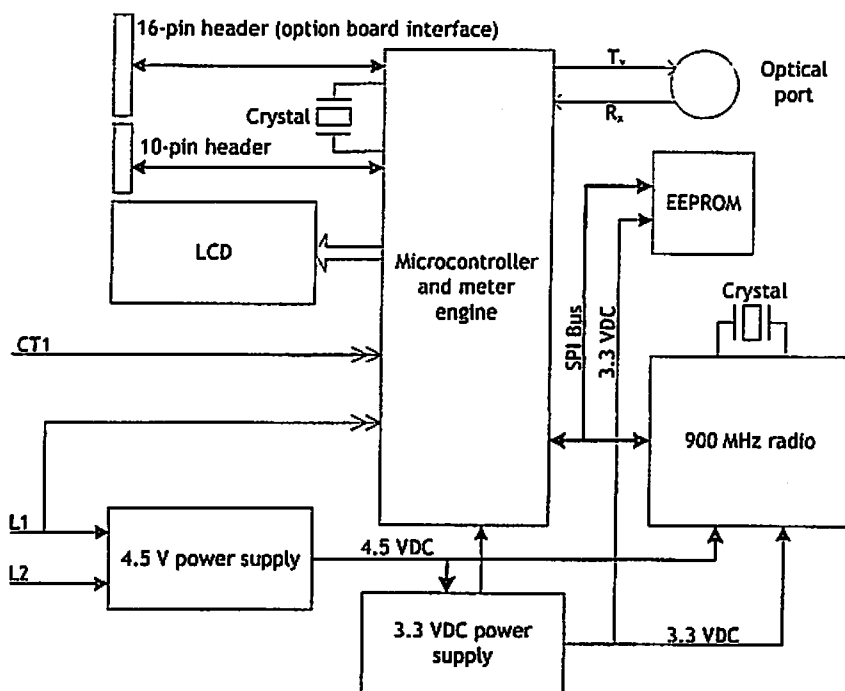 16-pin header (option board interface)
Crystal
10-pin header
LCD
Microcontroller
and meter
engine
Tv
Rx
Optical
port
EEPROM
SPI Bus
3.3 VDC
Crystal
CT1
900 MHz radio
L1
L2
4.5 V power supply
4.5 VDC
3.3 VDC power
supply
3.3 VDC